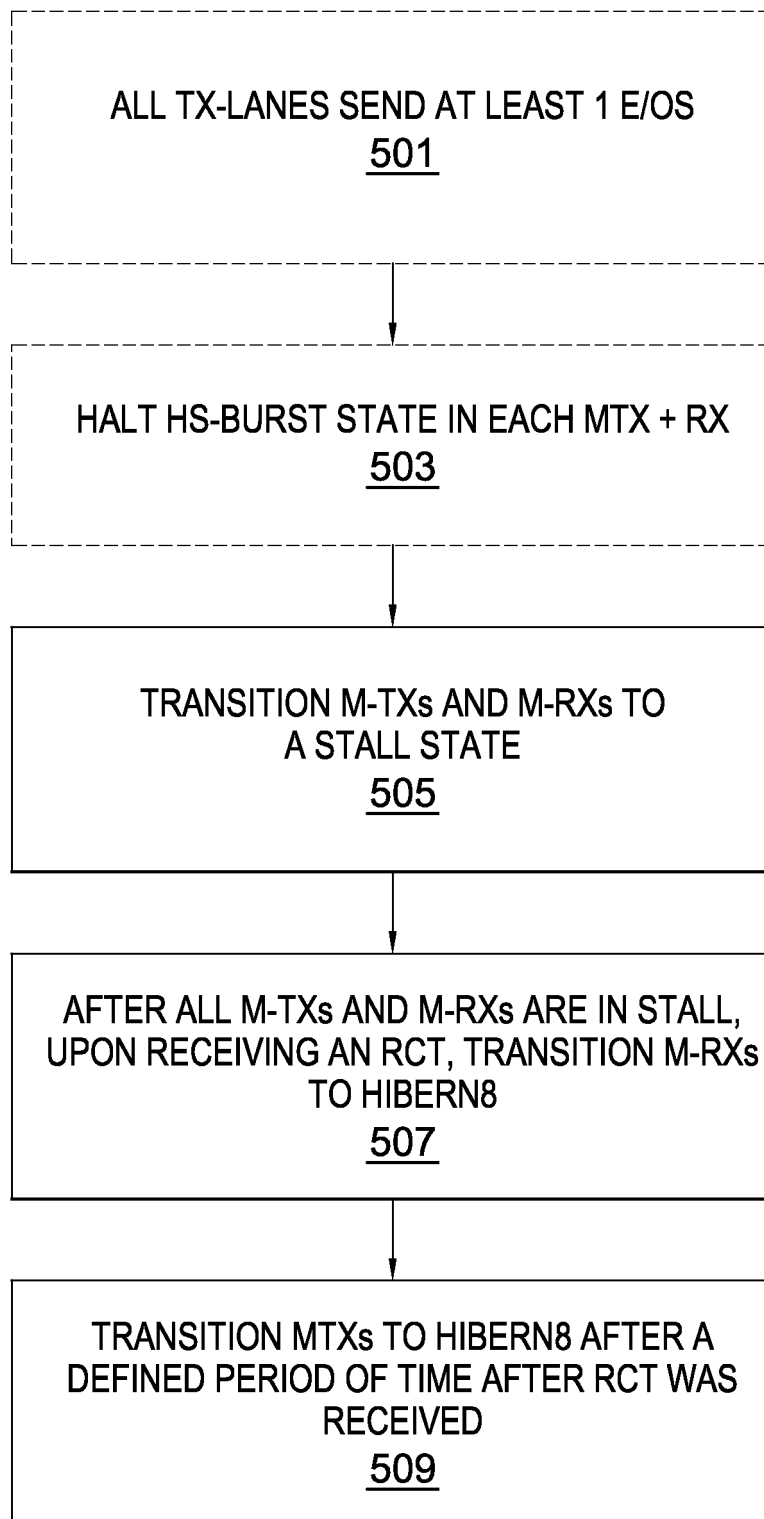 ALL TX-LANES SEND AT LEAST 1 E/OS
501
HALT HS-BURST STATE IN EACH MTX + RX
503
TRANSITION M-TXs AND M-RXs TO
A STALL STATE
505
AFTER ALL M-TXs AND M-RXs ARE IN STALL,
UPON RECEIVING AN RCT, TRANSITION M-RXs
TO HIBERN8
507
TRANSITION MTXs TO HIBERN8 AFTER A
DEFINED PERIOD OF TIME AFTER RCT WAS
RECEIVED
509